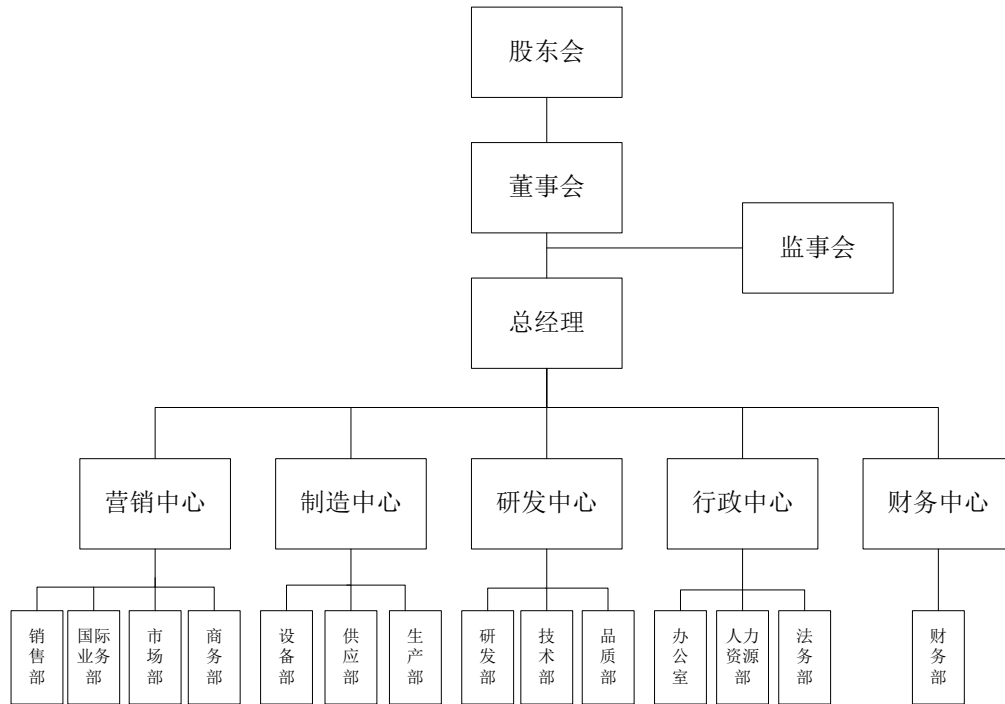 股东会
董事会
监事会
总经理
营销中心
制造中心
研发中心
行政中心
财务中心
销
售
部
国际
业务
部
市
场
部
商
务
部
设
备
部
供
应
部
生
产
部
研
发
部
技
术
部
品
质
部
办
公
室
人力
资源
部
法
务
部
财
务
部